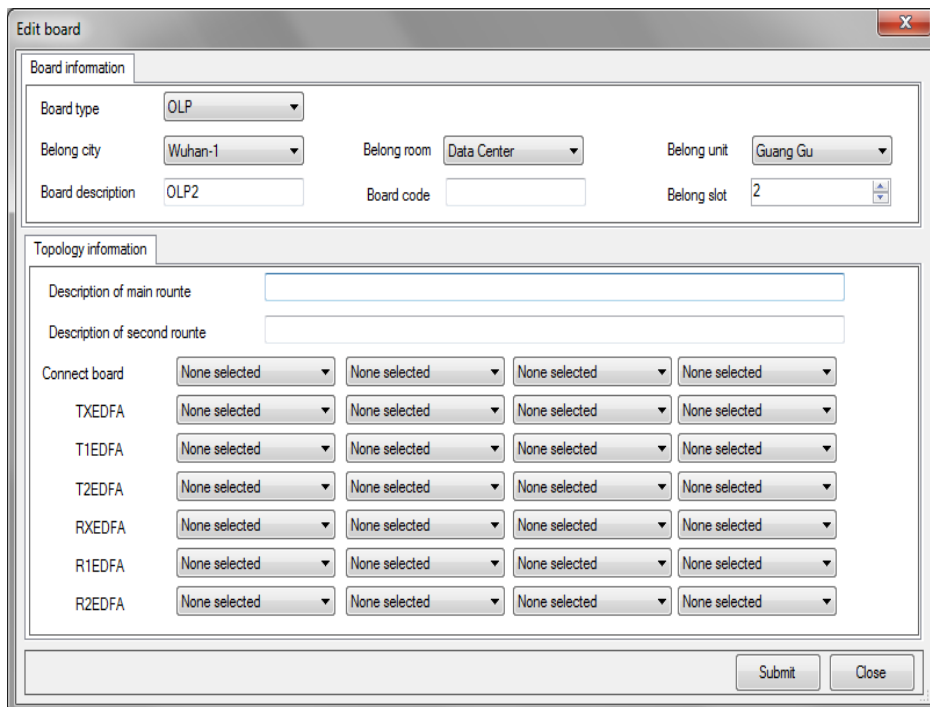 Edit board
x
Board information
Board type OLP
Belong city Wuhan-1 Belong room Data Center Belong unit Guang Gu
Board description OLP2 Board code Belong slot 2
Topology information
Description of main rounte
Description of second rounte
Connect board None selected None selected None selected None selected
TXEDFA None selected None selected None selected None selected
T1EDFA None selected None selected None selected None selected
T2EDFA None selected None selected None selected None selected
RXEDFA None selected None selected None selected None selected
R1EDFA None selected None selected None selected None selected
R2EDFA None selected None selected None selected None selected
Submit Close